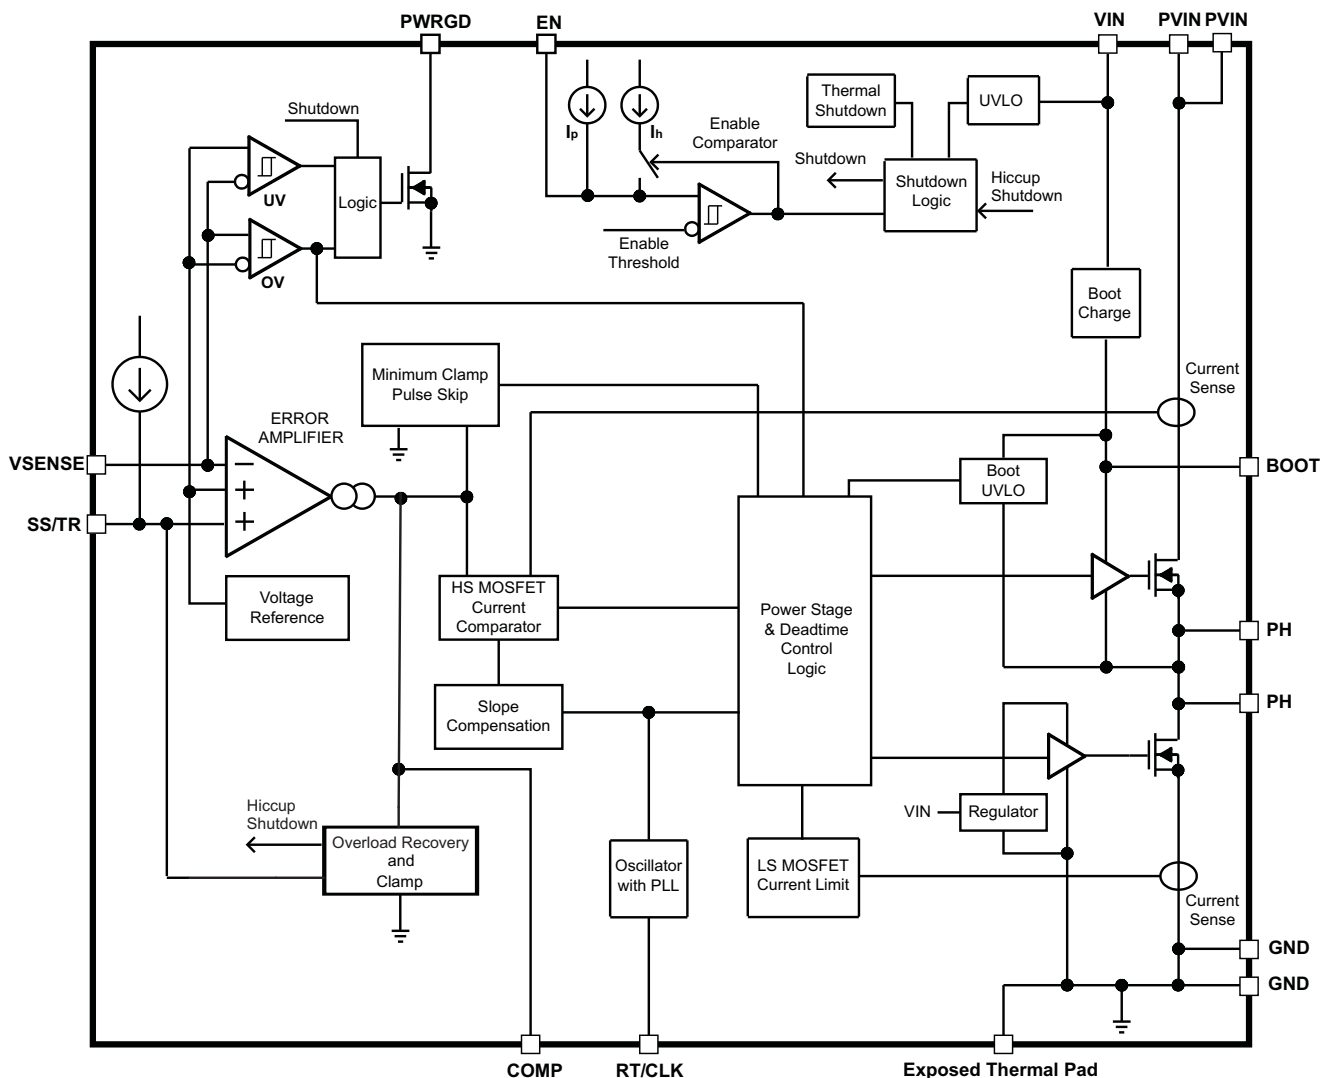 PWRGD
EN
VIN
PVIN
PVIN
Shutdown
UV
OV
Logic
Ip
Ih
Enable
Comparator
Enable
Threshold
Thermal
Shutdown
UVLO
Shutdown
Shutdown
Logic
Hiccup
Shutdown
Boot
Charge
Current
Sense
Minimum Clamp
Pulse Skip
ERROR
AMPLIFIER
VSENSE
SS/TR
−
+
+
Voltage
Reference
HS MOSFET
Current
Comparator
Slope
Compensation
Power Stage
& Deadtime
Control
Logic
Boot
UVLO
BOOT
PH
PH
VIN
Regulator
Hiccup
Shutdown
Overload Recovery
and
Clamp
Oscillator
with PLL
LS MOSFET
Current Limit
Current
Sense
GND
GND
COMP
RT/CLK
Exposed Thermal Pad